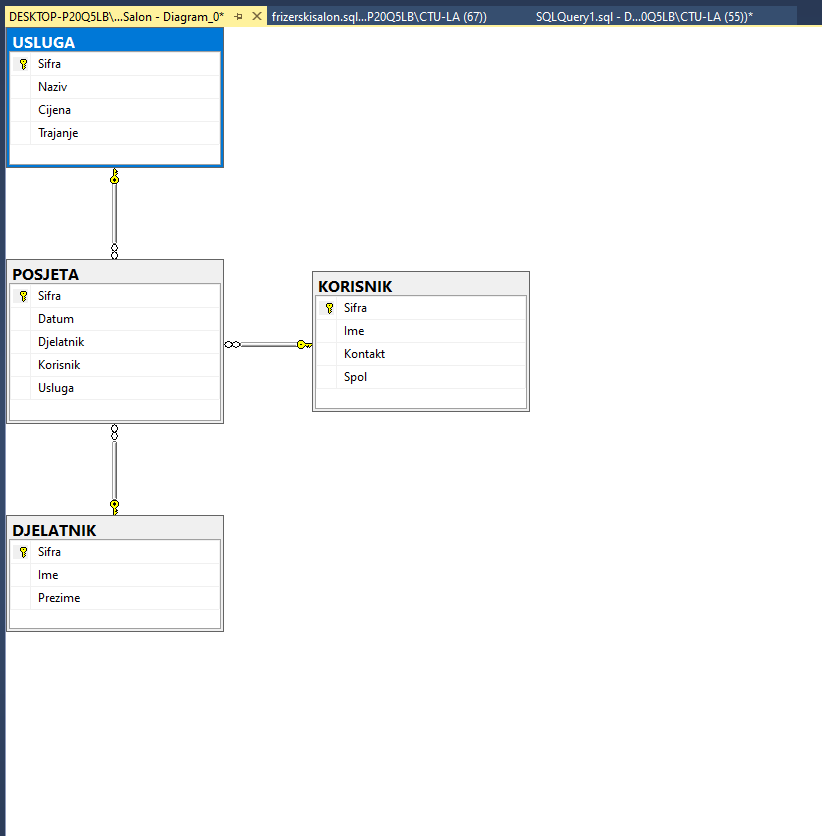 DESKTOP-P20Q5LB\...Salon - Diagram_0* frizerskisalon.sql...P20Q5LB\CTU-LA (67)) SQLQuery1.sql - D...0Q5LB\CTU-LA (55))*
USLUGA
Sifra
Naziv
Cijena
Trajanje
POSJETA
Sifra
Datum
Djelatnik
Korisnik
Usluga
KORISNIK
Sifra
Ime
Kontakt
Spol
DJELATNIK
Sifra
Ime
Prezime